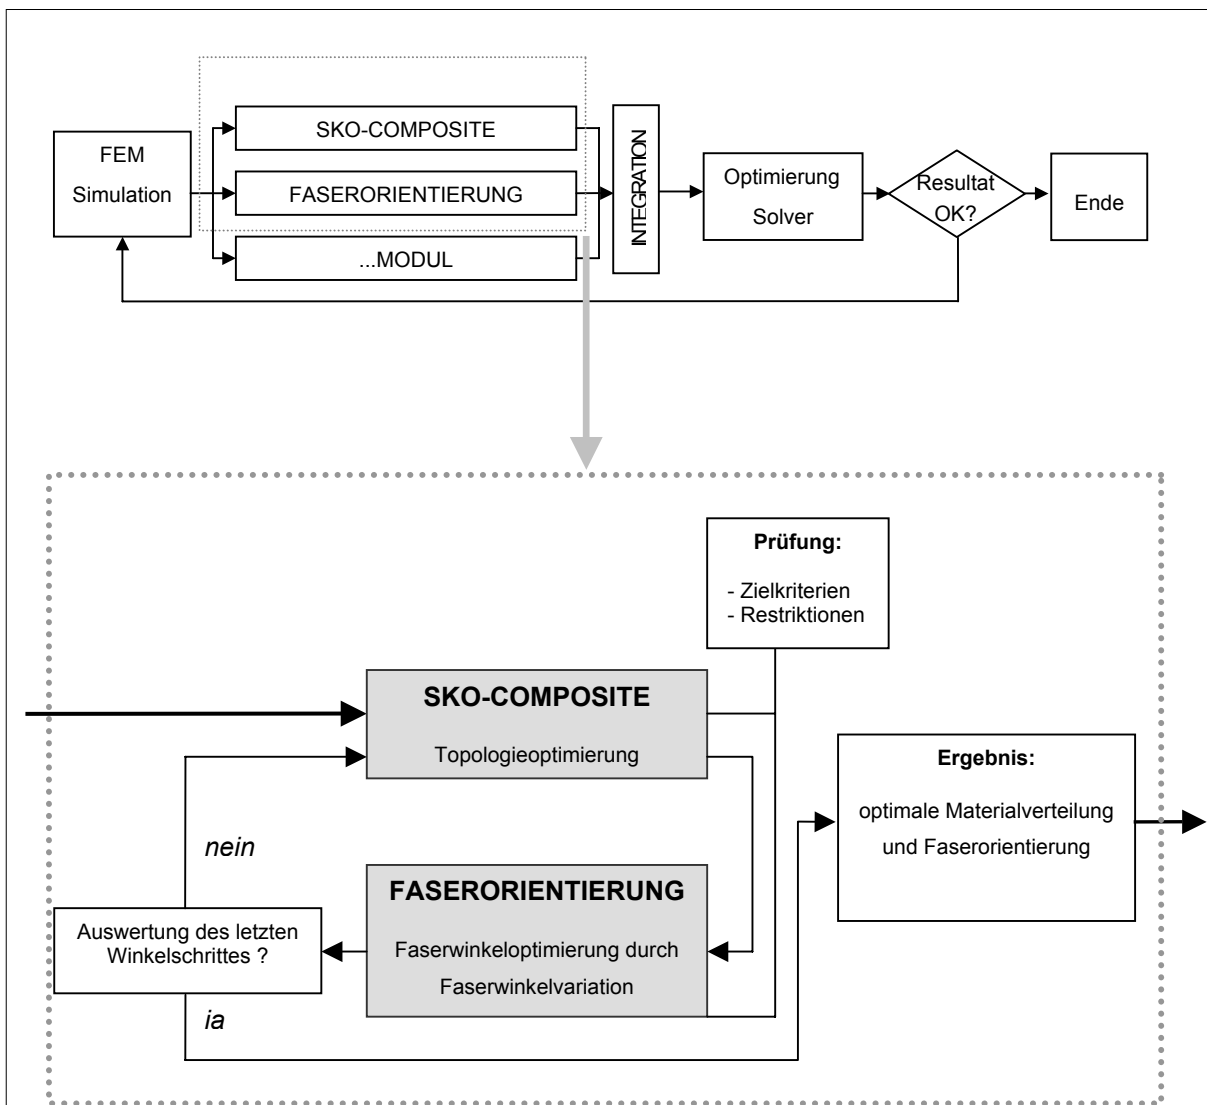 FEM
Simulation
SKO-COMPOSITE
FASERORIENTIERUNG
...MODUL
INTEGRATION
Optimierung
Solver
Resultat
OK?
Ende
Prüfung:
- Zielkriterien
- Restriktionen
SKO-COMPOSITE
Topologieoptimierung
Ergebnis:
optimale Materialverteilung
und Faserorientierung
nein
FASERORIENTIERUNG
Faserwinkeloptimierung durch
Faserwinkelvariation
Auswertung des letzten
Winkelschrittes ?
ia